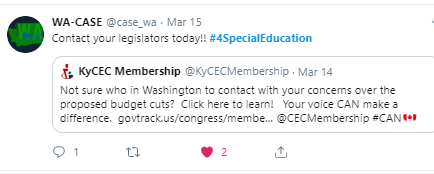 WA-CASE @case_wa · Mar 15
Contact your legislators today!! #4SpecialEducation
KyCEC Membership @KyCECMembership · Mar 14
Not sure who in Washington to contact with your concerns over the
proposed budget cuts? Click here to learn! Your voice CAN make a
difference. govtrack.us/congress/membe... @CECMembership #CAN🇨🇦
1 2